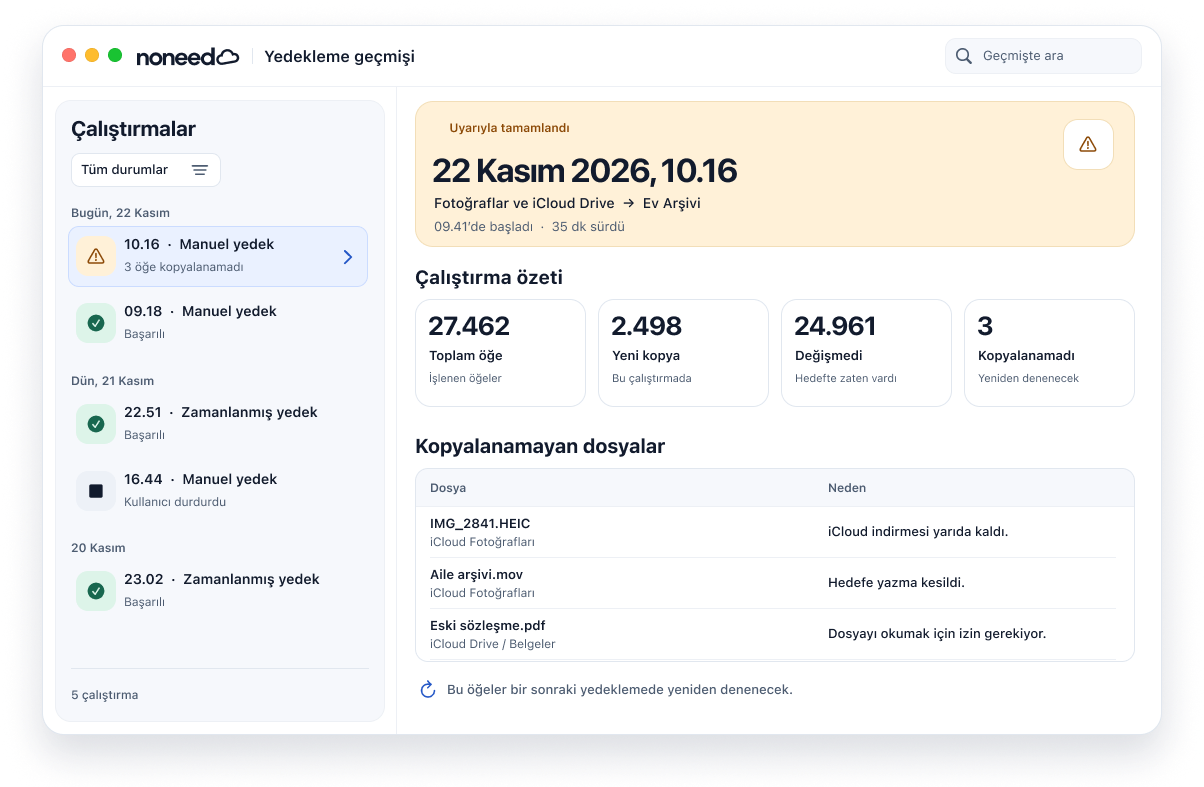 noneed
Yedekleme geçmişi
Geçmişte ara
Çalıştırmalar
Tüm durumlar
Bugün, 22 Kasım
10.16 · Manuel yedek
3 öğe kopyalanamadı
09.18 · Manuel yedek
Başarılı
Dün, 21 Kasım
22.51 · Zamanlanmış yedek
Başarılı
16.44 · Manuel yedek
Kullanıcı durdurdu
20 Kasım
23.02 · Zamanlanmış yedek
Başarılı
5 çalıştırma
Uyarıyla tamamlandı
22 Kasım 2026, 10.16
Fotoğraflar ve iCloud Drive → Ev Arşivi
09.41’de başladı · 35 dk sürdü
Çalıştırma özeti
27.462
Toplam öğe
İşlenen öğeler
2.498
Yeni kopya
Bu çalıştırmada
24.961
Değişmedi
Hedefte zaten vardı
3
Kopyalanamadı
Yeniden denenecek
Kopyalanamayan dosyalar
Dosya Neden
IMG_2841.HEIC
iCloud Fotoğrafları
iCloud indirmesi yarıda kaldı.
Aile arşivi.mov
iCloud Fotoğrafları
Hedefe yazma kesildi.
Eski sözleşme.pdf
iCloud Drive / Belgeler
Dosyayı okumak için izin gerekiyor.
Bu öğeler bir sonraki yedeklemede yeniden denenecek.